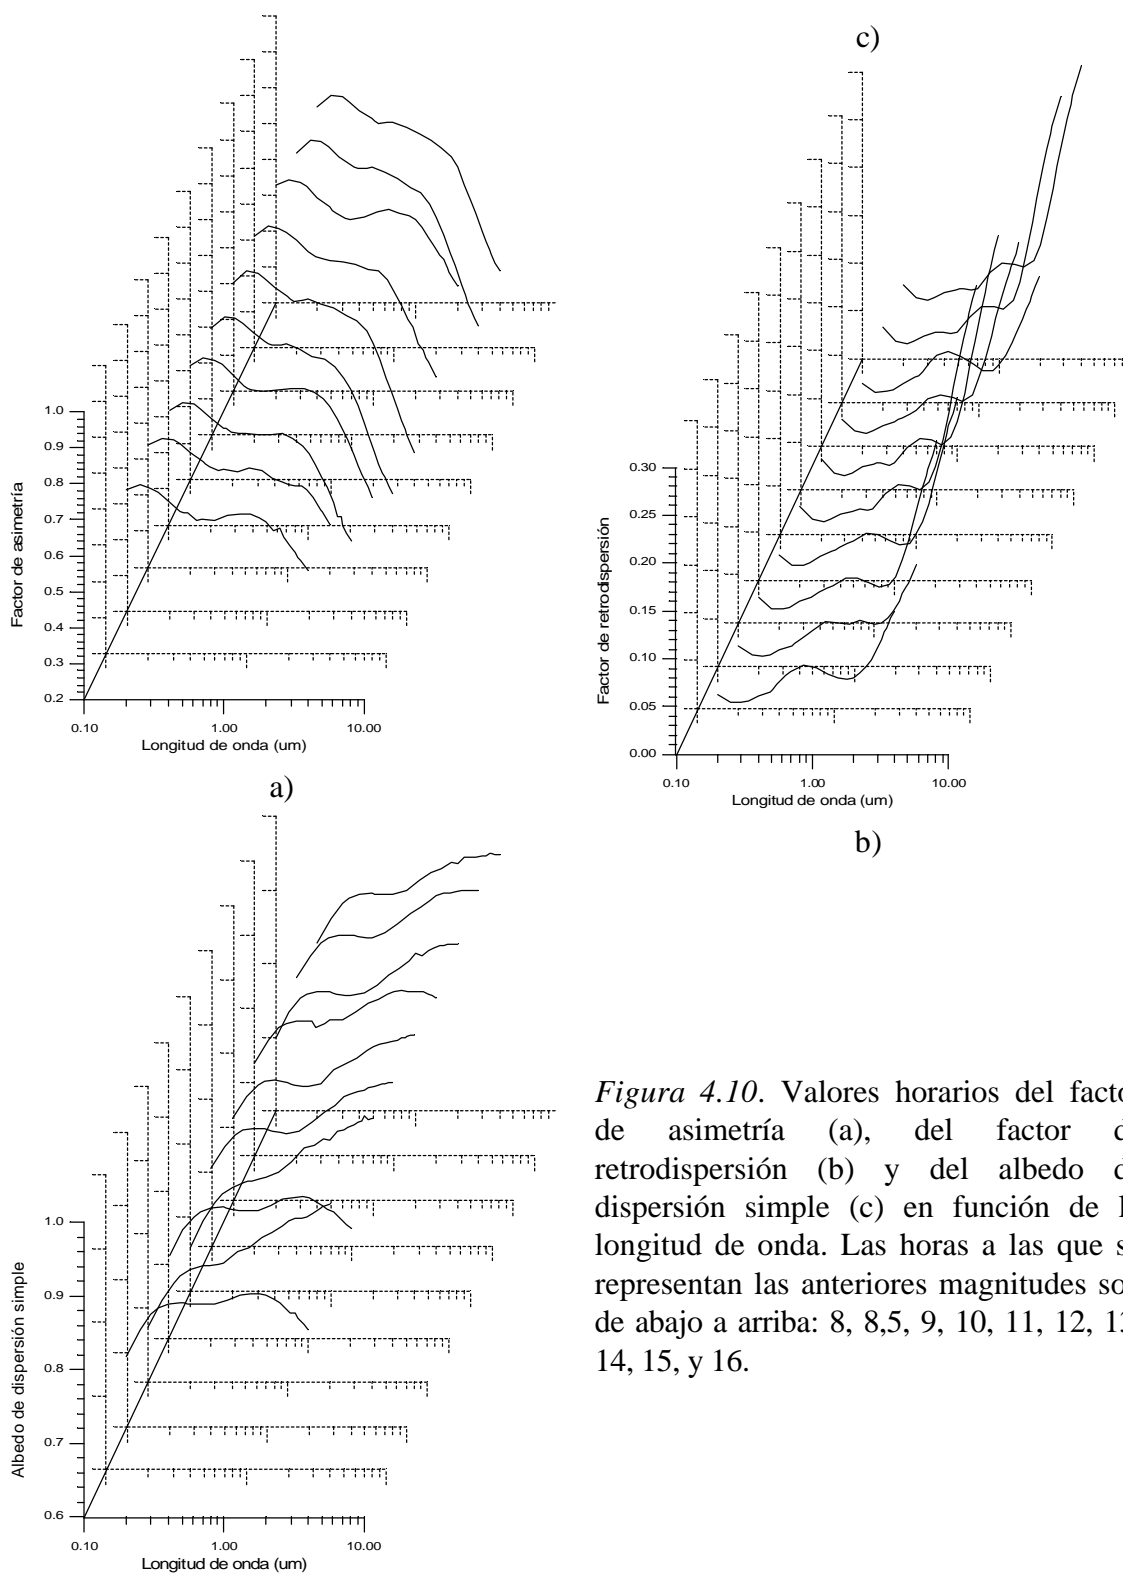 c)
1.0
0.9
0.8
0.7
0.6
0.5
0.4
0.3
0.2
Factor de asimetría
0.10 1.00 10.00
Longitud de onda (um)
a)
0.30
0.25
0.20
0.15
0.10
0.05
0.00
Factor de retrodispersión
0.10 1.00 10.00
Longitud de onda (um)
b)
1.0
0.9
0.8
0.7
0.6
Albedo de dispersión simple
0.10 1.00 10.00
Longitud de onda (um)
Figura 4.10. Valores horarios del facto
de asimetría (a), del factor d
retrodispersión (b) y del albedo d
dispersión simple (c) en función de l
longitud de onda. Las horas a las que s
representan las anteriores magnitudes so
de abajo a arriba: 8, 8,5, 9, 10, 11, 12, 13
14, 15, y 16.